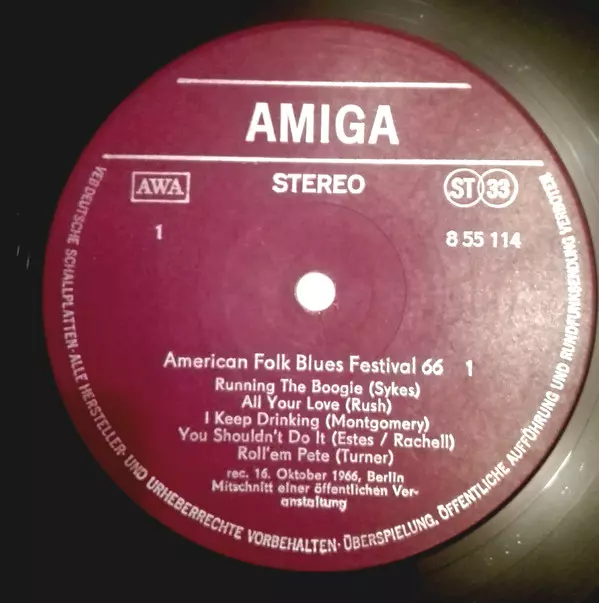 AMIGA
AWA
STEREO
ST 33
1
8 55 114
American Folk Blues Festival 66 1
Running The Boogie (Sykes)
All Your Love (Rush)
I Keep Drinking (Montgomery)
You Shouldn't Do It (Estes / Rachell)
Roll'em Pete (Turner)
rec. 16. Oktober 1966, Berlin
Mitschnitt einer öffentlichen Ver-
anstaltung
VEB DEUTSCHE SCHALLPLATTEN · ALLE HERSTELLER- UND URHEBERRECHTE VORBEHALTEN · ÜBERSPIELUNG, ÖFFENTLICHE AUFFÜHRUNG UND RUNDFUNKSENDUNG VERBOTEN